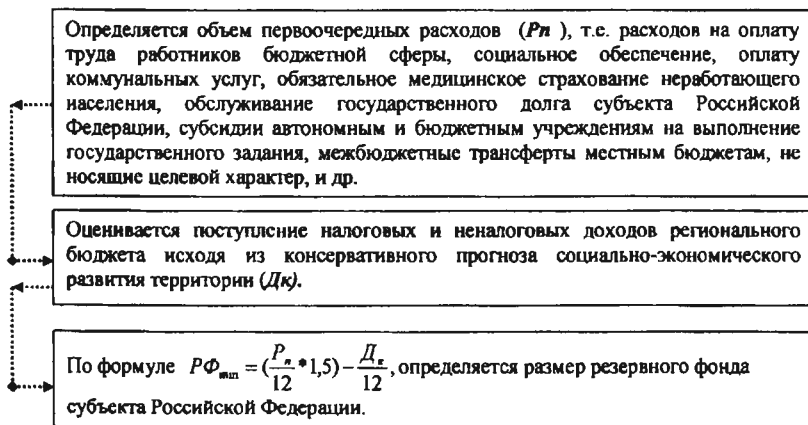 Определяется объем первоочередных расходов (Рп ), т.е. расходов на оплату
труда работников бюджетной сферы, социальное обеспечение, оплату
коммунальных услуг, обязательное медицинское страхование неработающего
населения, обслуживание государственного долга субъекта Российской
Федерации, субсидии автономным и бюджетным учреждениям на выполнение
государственного задания, межбюджетные трансферты местным бюджетам, не
носящие целевой характер, и др.
Оценивается поступление налоговых и неналоговых доходов регионального
бюджета исходя из консервативного прогноза социально-экономического
развития территории (Дк).
По формуле РФmin = (Рп/12 * 1,5) − Дк/12, определяется размер резервного фонда
субъекта Российской Федерации.